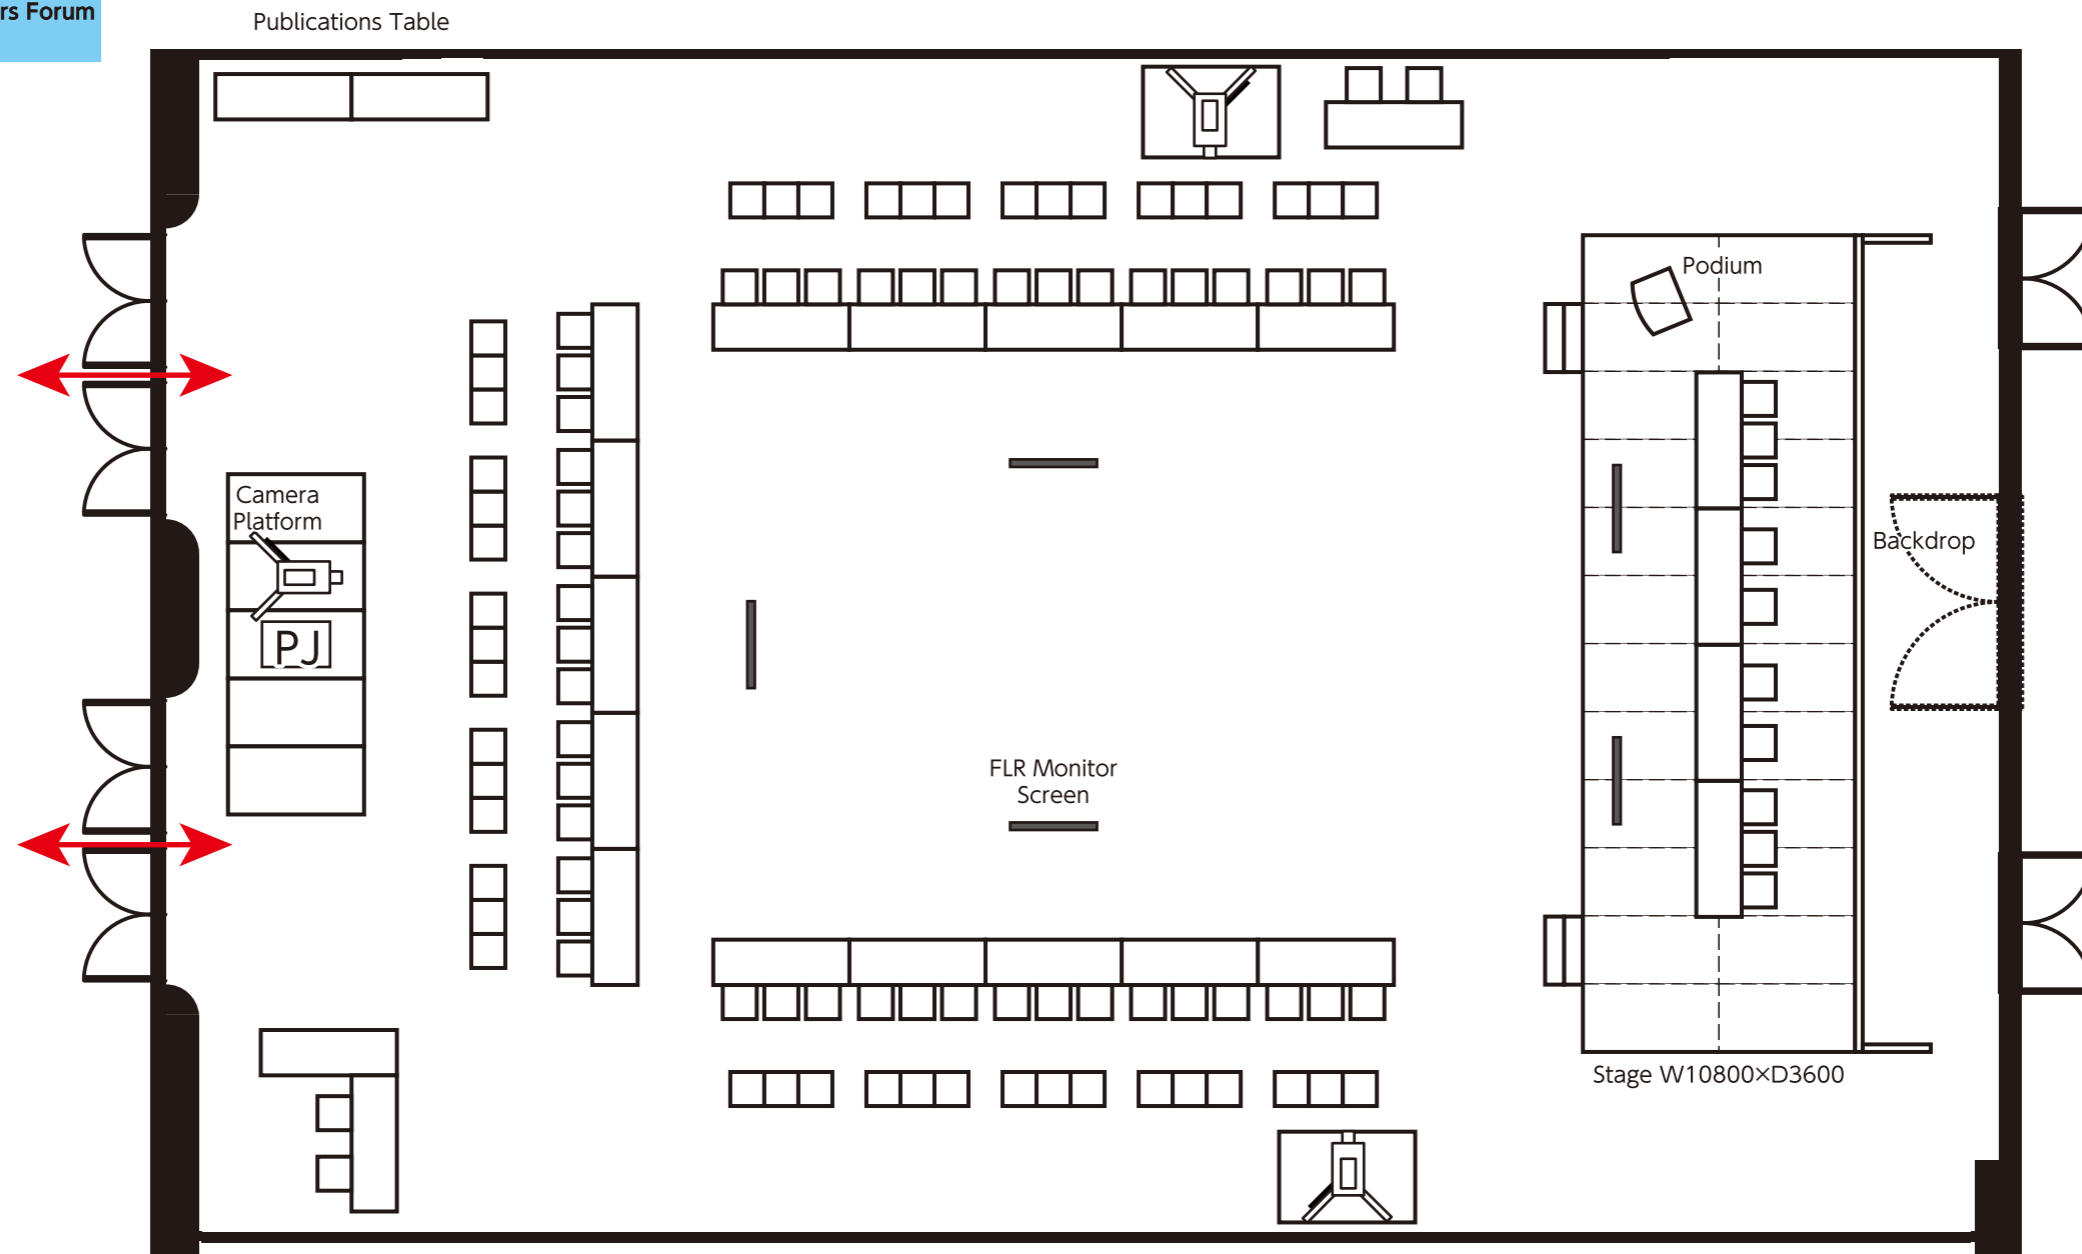 rs Forum
Publications Table
Podium
Camera
Platform
Backdrop
PJ
FLR Monitor
Screen
Stage W10800×D3600